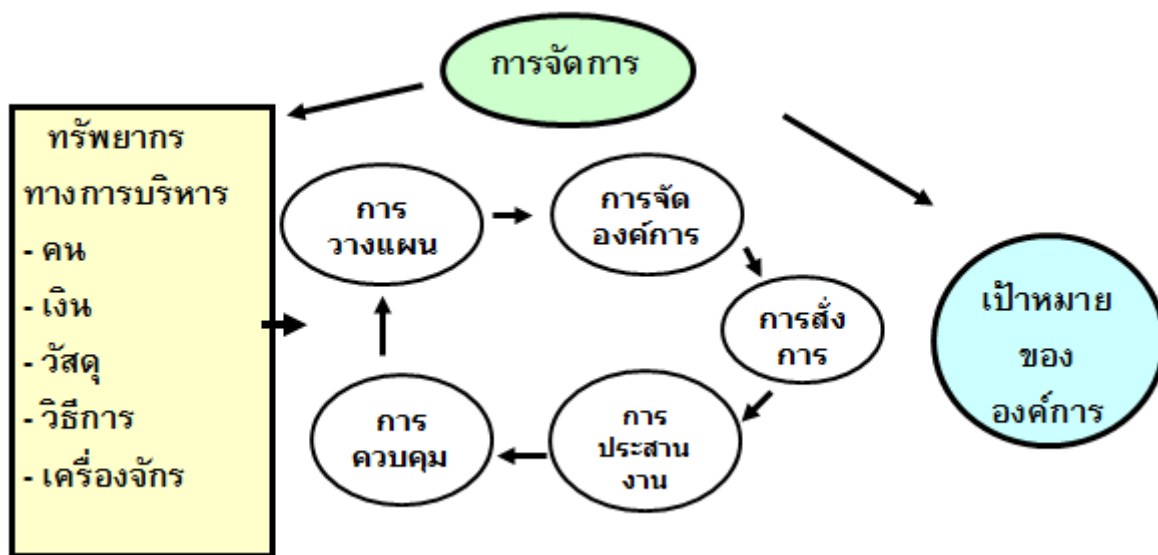 การจัดการ
ทรัพยากร
ทางการบริหาร
- คน
- เงิน
- วัสดุ
- วิธีการ
- เครื่องจักร
การ
วางแผน
การจัด
องค์การ
การสั่ง
การ
การ
ประสาน
งาน
การ
ควบคุม
เป้าหมาย
ของ
องค์การ